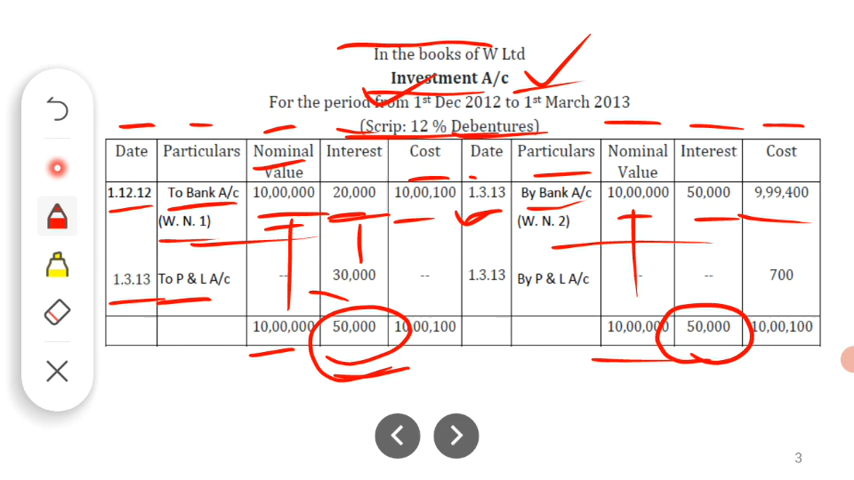 In the books of W Ltd
Investment A/c
For the period from 1st Dec 2012 to 1st March 2013
(Scrip: 12 % Debentures)
Date Particulars Nominal Value Interest Cost Date Particulars Nominal Value Interest Cost
1.12.12 To Bank A/c 10,00,000 20,000 10,00,100 1.3.13 By Bank A/c 10,00,000 50,000 9,99,400
(W. N. 1) (W. N. 2)
1.3.13 To P & L A/c -- 30,000 -- 1.3.13 By P & L A/c -- -- 700
10,00,000 50,000 10,00,100 10,00,000 50,000 10,00,100
3